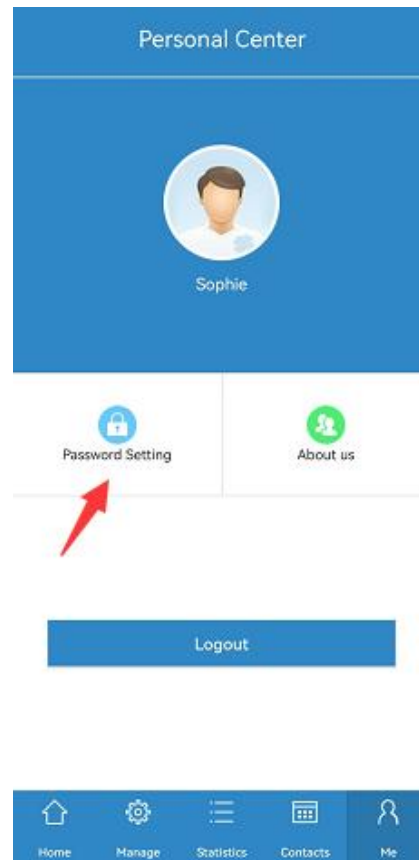 Personal Center
Sophie
Password Setting
About us
Logout
Home
Manage
Statistics
Contacts
Me